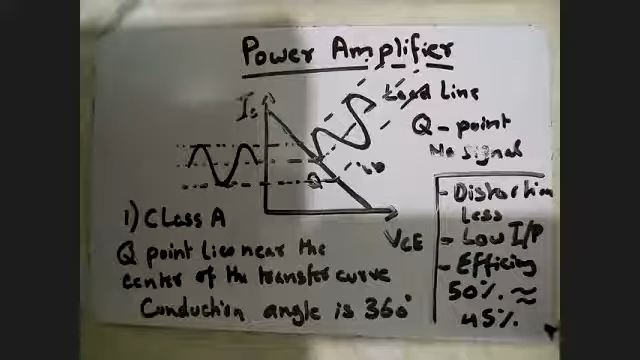 Power Amplifier
Ic
Load Line
Q - point
No signal
Q
VCE
1) Class A
Q point lies near the
center of the transfer curve
Conduction angle is 360°
- Distortion
Less
- Low I/P
- Efficing
50% ≈
45%